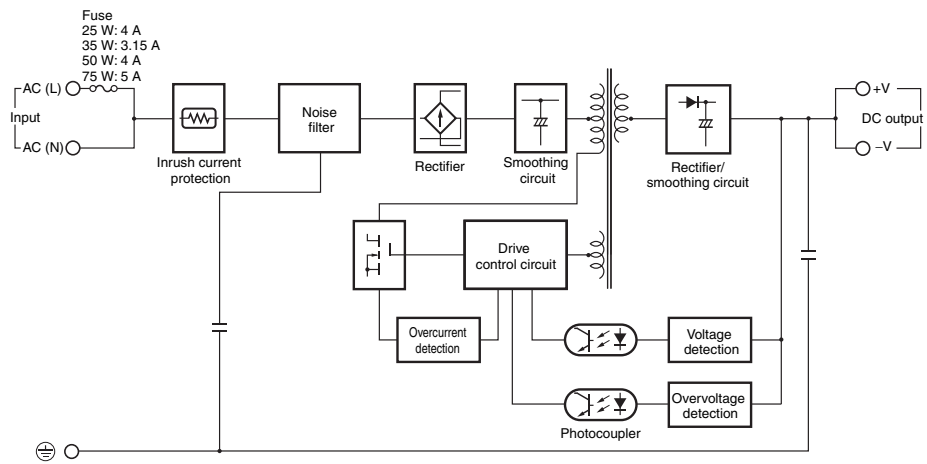 Fuse
25 W: 4 A
35 W: 3.15 A
50 W: 4 A
75 W: 5 A
AC (L)
Input
AC (N)
Inrush current
protection
Noise
filter
Rectifier
Smoothing
circuit
Rectifier/
smoothing circuit
+V
DC output
−V
Drive
control circuit
Overcurrent
detection
Voltage
detection
Overvoltage
detection
Photocoupler